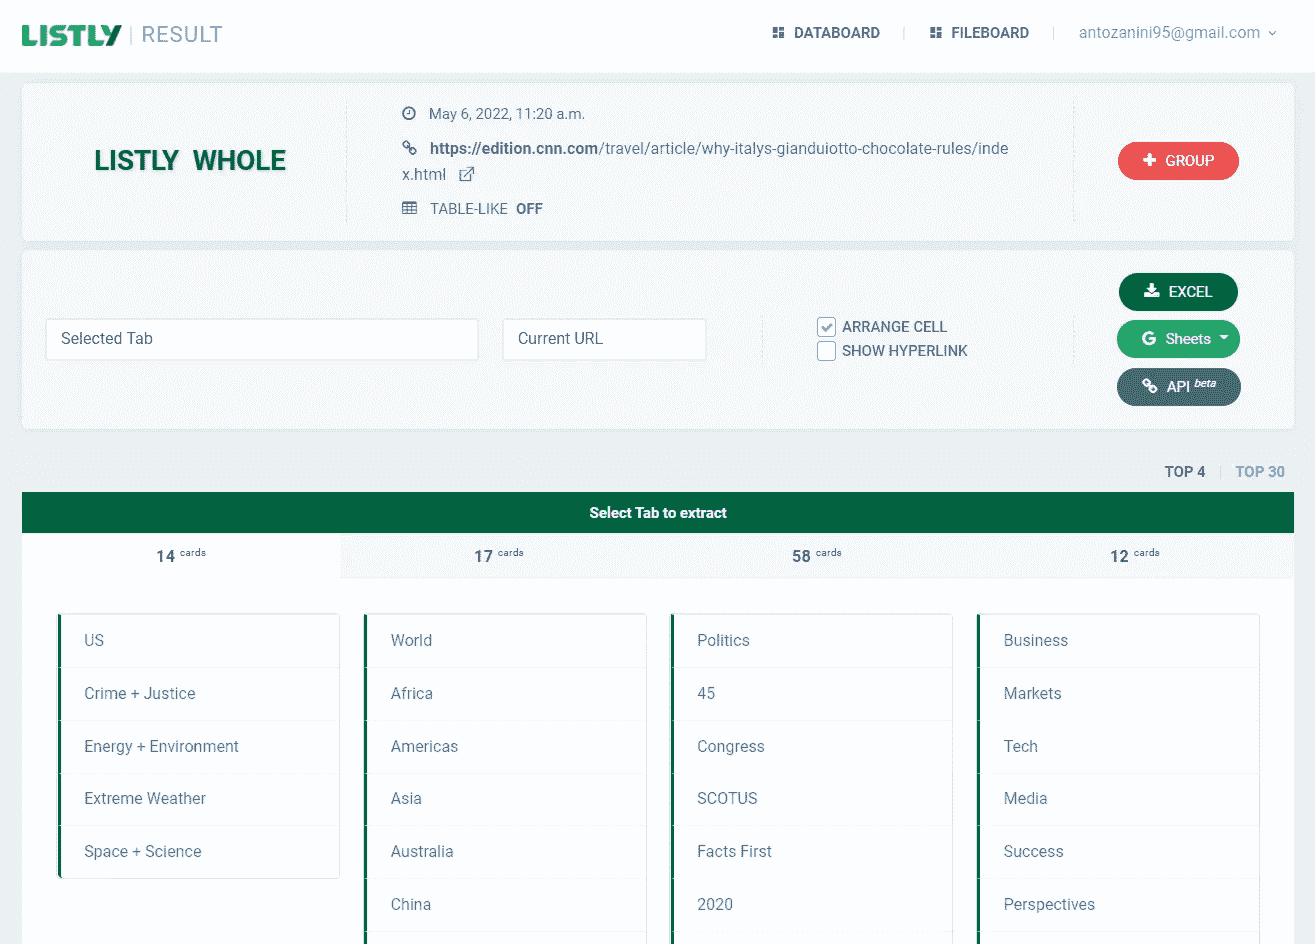 LISTLY | RESULT
DATABOARD
FILEBOARD
antozanini95@gmail.com
LISTLY WHOLE
May 6, 2022, 11:20 a.m.
https://edition.cnn.com/travel/article/why-italys-gianduiotto-chocolate-rules/inde
x.html
TABLE-LIKE OFF
GROUP
Selected Tab
Current URL
ARRANGE CELL
SHOW HYPERLINK
EXCEL
G Sheets
API beta
TOP 4 | TOP 30
Select Tab to extract
14 cards
17 cards
58 cards
12 cards
US
Crime + Justice
Energy + Environment
Extreme Weather
Space + Science
World
Africa
Americas
Asia
Australia
China
Politics
45
Congress
SCOTUS
Facts First
2020
Business
Markets
Tech
Media
Success
Perspectives